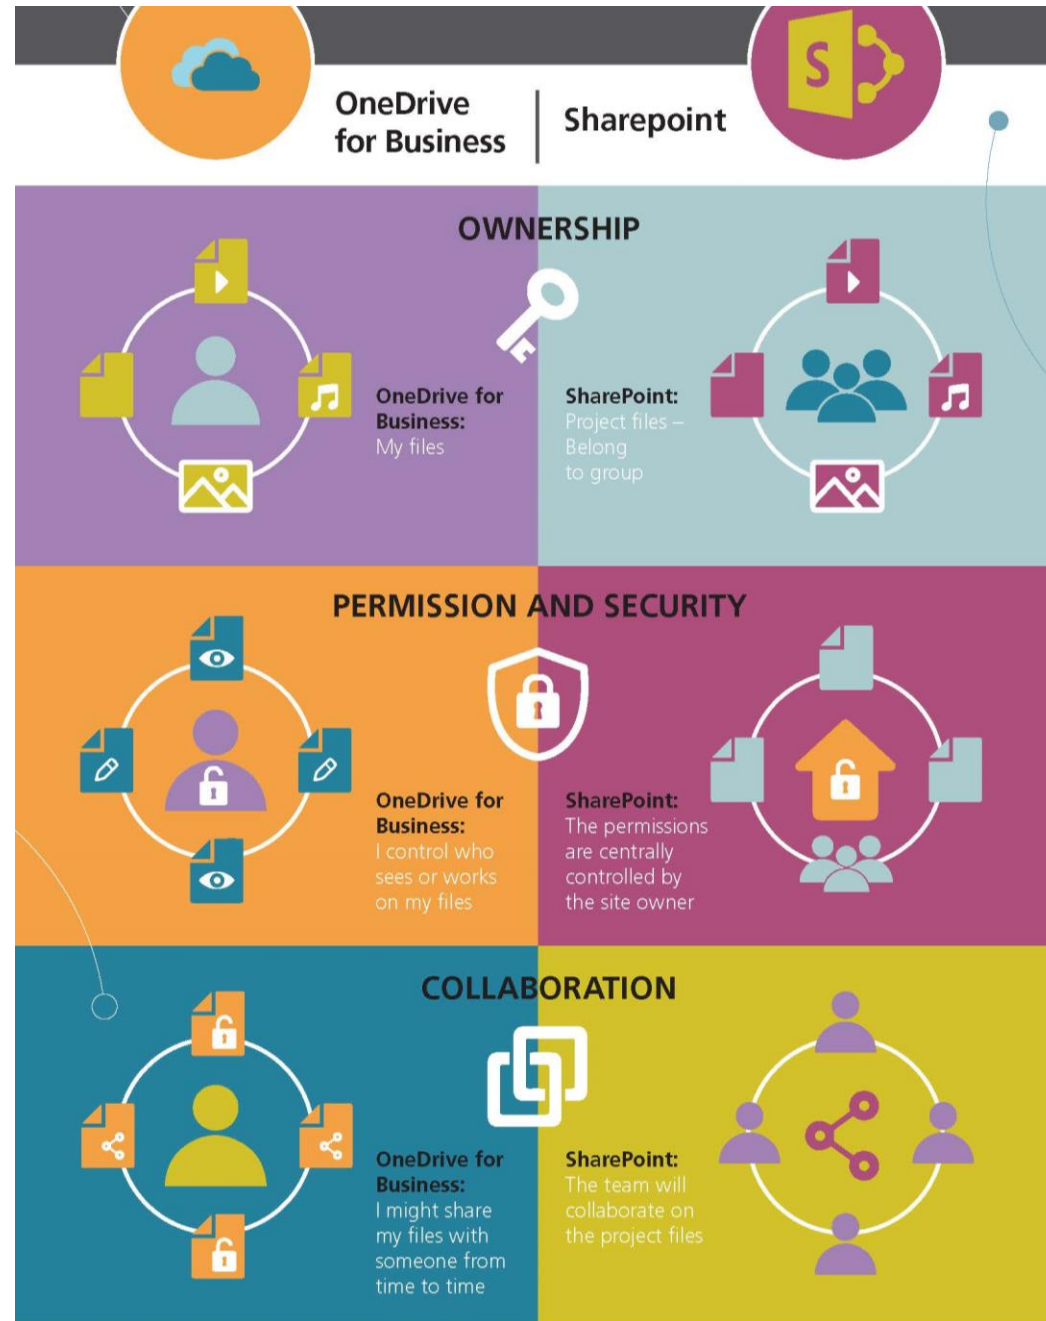 OneDrive
for Business
Sharepoint
S
OWNERSHIP
OneDrive for
Business:
My files
SharePoint:
Project files –
Belong
to group
PERMISSION AND SECURITY
OneDrive for
Business:
I control who
sees or works
on my files
SharePoint:
The permissions
are centrally
controlled by
the site owner
COLLABORATION
OneDrive for
Business:
I might share
my files with
someone from
time to time
SharePoint:
The team will
collaborate on
the project files